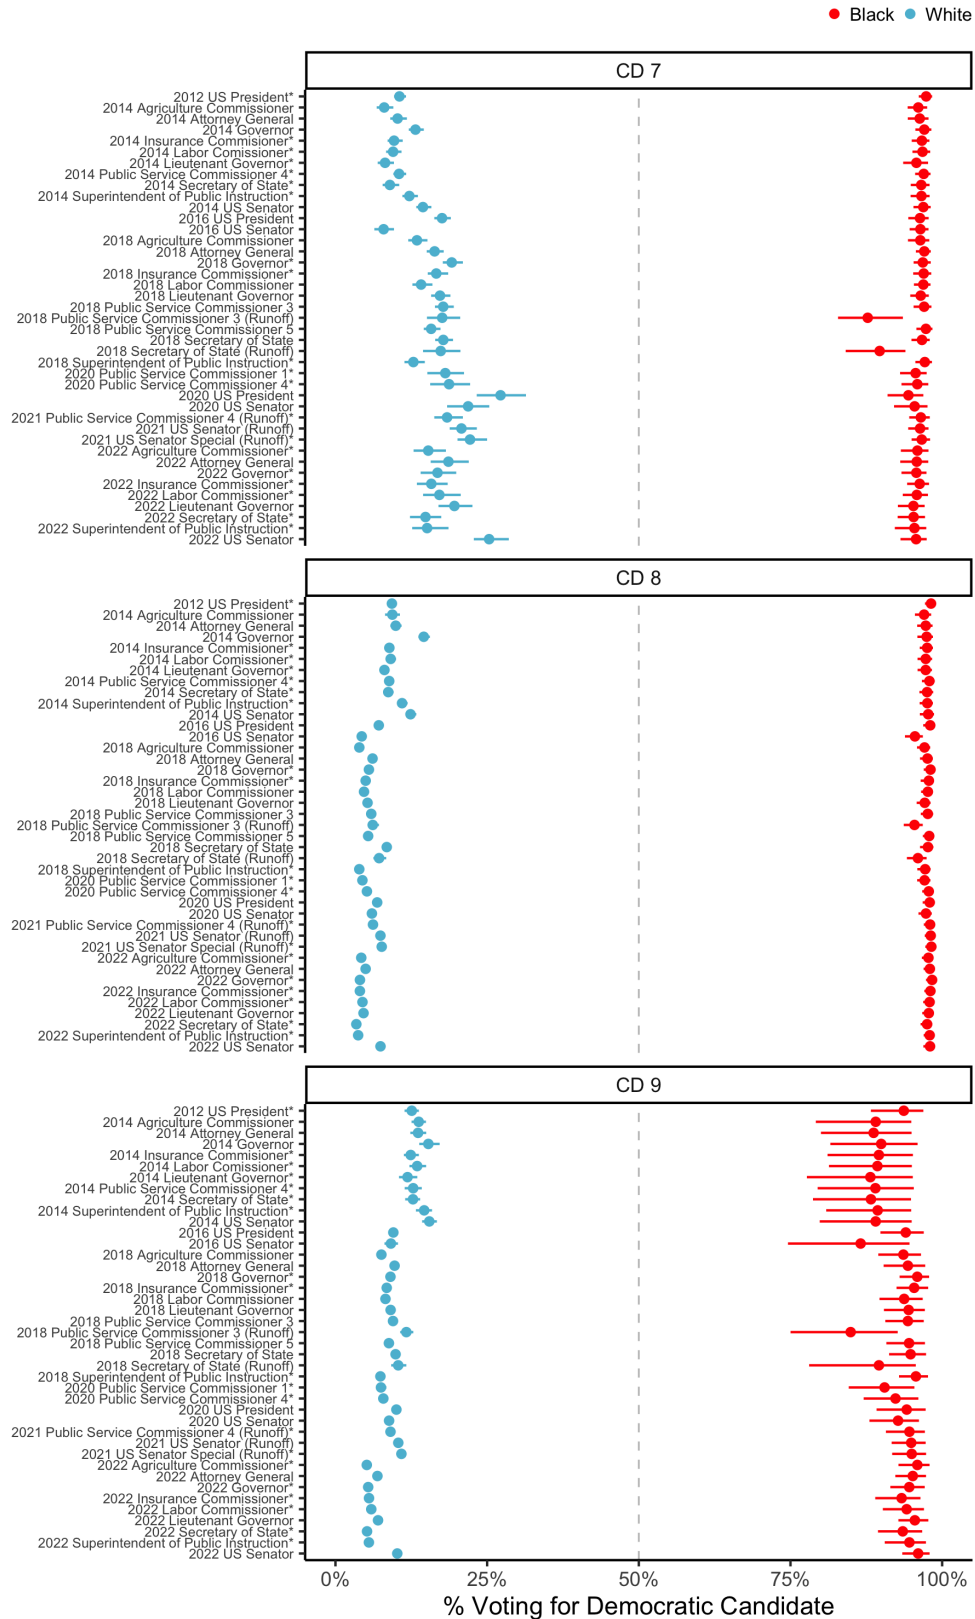 Black White
CD 7
2012 US President*
2014 Agriculture Commissioner
2014 Attorney General
2014 Governor
2014 Insurance Commissioner*
2014 Labor Comissioner*
2014 Lieutenant Governor*
2014 Public Service Commissioner 4*
2014 Secretary of State*
2014 Superintendent of Public Instruction*
2014 US Senator
2016 US President
2016 US Senator
2018 Agriculture Commissioner
2018 Attorney General
2018 Governor*
2018 Insurance Commissioner*
2018 Labor Commissioner
2018 Lieutenant Governor
2018 Public Service Commissioner 3
2018 Public Service Commissioner 3 (Runoff)
2018 Public Service Commissioner 5
2018 Secretary of State
2018 Secretary of State (Runoff)
2018 Superintendent of Public Instruction*
2020 Public Service Commissioner 1*
2020 Public Service Commissioner 4*
2020 US President
2020 US Senator
2021 Public Service Commissioner 4 (Runoff)*
2021 US Senator (Runoff)
2021 US Senator Special (Runoff)*
2022 Agriculture Commissioner*
2022 Attorney General
2022 Governor*
2022 Insurance Commissioner*
2022 Labor Commissioner*
2022 Lieutenant Governor
2022 Secretary of State*
2022 Superintendent of Public Instruction*
2022 US Senator
CD 8
2012 US President*
2014 Agriculture Commissioner
2014 Attorney General
2014 Governor
2014 Insurance Commissioner*
2014 Labor Comissioner*
2014 Lieutenant Governor*
2014 Public Service Commissioner 4*
2014 Secretary of State*
2014 Superintendent of Public Instruction*
2014 US Senator
2016 US President
2016 US Senator
2018 Agriculture Commissioner
2018 Attorney General
2018 Governor*
2018 Insurance Commissioner*
2018 Labor Commissioner
2018 Lieutenant Governor
2018 Public Service Commissioner 3
2018 Public Service Commissioner 3 (Runoff)
2018 Public Service Commissioner 5
2018 Secretary of State
2018 Secretary of State (Runoff)
2018 Superintendent of Public Instruction*
2020 Public Service Commissioner 1*
2020 Public Service Commissioner 4*
2020 US President
2020 US Senator
2021 Public Service Commissioner 4 (Runoff)*
2021 US Senator (Runoff)
2021 US Senator Special (Runoff)*
2022 Agriculture Commissioner*
2022 Attorney General
2022 Governor*
2022 Insurance Commissioner*
2022 Labor Commissioner*
2022 Lieutenant Governor
2022 Secretary of State*
2022 Superintendent of Public Instruction*
2022 US Senator
CD 9
2012 US President*
2014 Agriculture Commissioner
2014 Attorney General
2014 Governor
2014 Insurance Commissioner*
2014 Labor Comissioner*
2014 Lieutenant Governor*
2014 Public Service Commissioner 4*
2014 Secretary of State*
2014 Superintendent of Public Instruction*
2014 US Senator
2016 US President
2016 US Senator
2018 Agriculture Commissioner
2018 Attorney General
2018 Governor*
2018 Insurance Commissioner*
2018 Labor Commissioner
2018 Lieutenant Governor
2018 Public Service Commissioner 3
2018 Public Service Commissioner 3 (Runoff)
2018 Public Service Commissioner 5
2018 Secretary of State
2018 Secretary of State (Runoff)
2018 Superintendent of Public Instruction*
2020 Public Service Commissioner 1*
2020 Public Service Commissioner 4*
2020 US President
2020 US Senator
2021 Public Service Commissioner 4 (Runoff)*
2021 US Senator (Runoff)
2021 US Senator Special (Runoff)*
2022 Agriculture Commissioner*
2022 Attorney General
2022 Governor*
2022 Insurance Commissioner*
2022 Labor Commissioner*
2022 Lieutenant Governor
2022 Secretary of State*
2022 Superintendent of Public Instruction*
2022 US Senator
0% 25% 50% 75% 100%
% Voting for Democratic Candidate